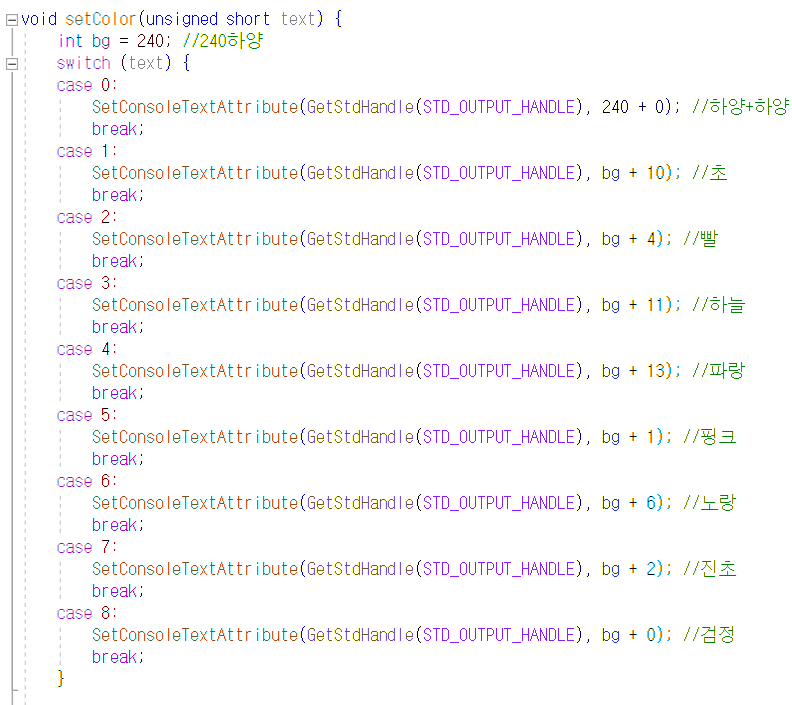 void setColor(unsigned short text) {
int bg = 240; //240하양
switch (text) {
case 0:
SetConsoleTextAttribute(GetStdHandle(STD_OUTPUT_HANDLE), 240 + 0); //하양+하양
break;
case 1:
SetConsoleTextAttribute(GetStdHandle(STD_OUTPUT_HANDLE), bg + 10); //초
break;
case 2:
SetConsoleTextAttribute(GetStdHandle(STD_OUTPUT_HANDLE), bg + 4); //빨
break;
case 3:
SetConsoleTextAttribute(GetStdHandle(STD_OUTPUT_HANDLE), bg + 11); //하늘
break;
case 4:
SetConsoleTextAttribute(GetStdHandle(STD_OUTPUT_HANDLE), bg + 13); //파랑
break;
case 5:
SetConsoleTextAttribute(GetStdHandle(STD_OUTPUT_HANDLE), bg + 1); //핑크
break;
case 6:
SetConsoleTextAttribute(GetStdHandle(STD_OUTPUT_HANDLE), bg + 6); //노랑
break;
case 7:
SetConsoleTextAttribute(GetStdHandle(STD_OUTPUT_HANDLE), bg + 2); //진초
break;
case 8:
SetConsoleTextAttribute(GetStdHandle(STD_OUTPUT_HANDLE), bg + 0); //검정
break;
}